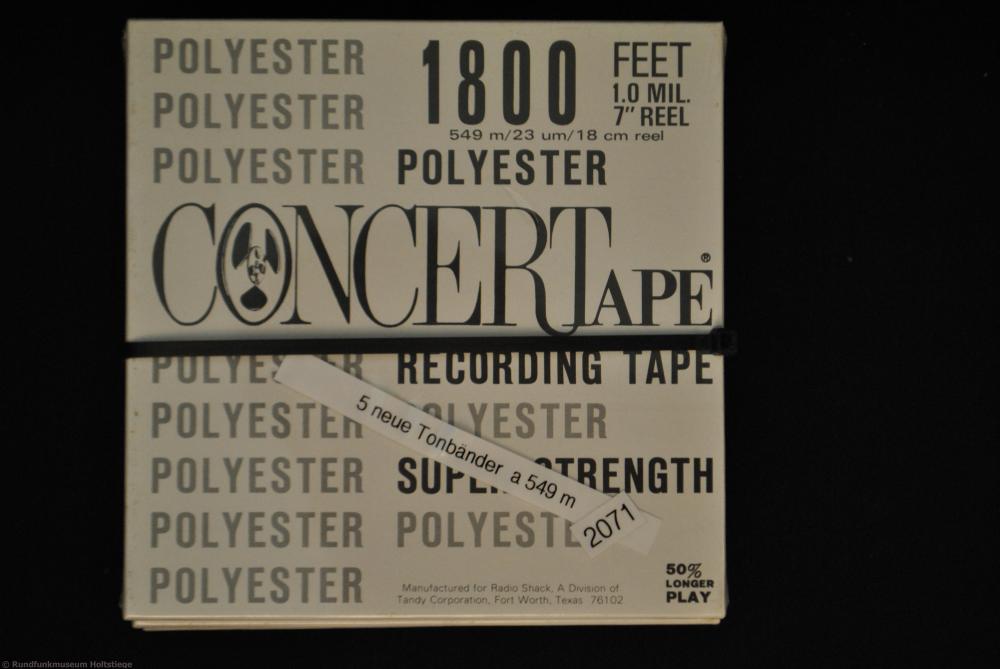 POLYESTER 1800 FEET
1.0 MIL.
POLYESTER 7" REEL
549 m/23 um/18 cm reel
POLYESTER POLYESTER
CONCERTAPE®
RECORDING TAPE
5 neue Tonbänder a 549 m
2071
POLYESTER
POLYESTER
POLYESTER
POLYESTER
50%
LONGER
PLAY
Manufactured for Radio Shack, A Division of
Tandy Corporation, Fort Worth, Texas 76102
© Rundfunkmuseum Holtstiege